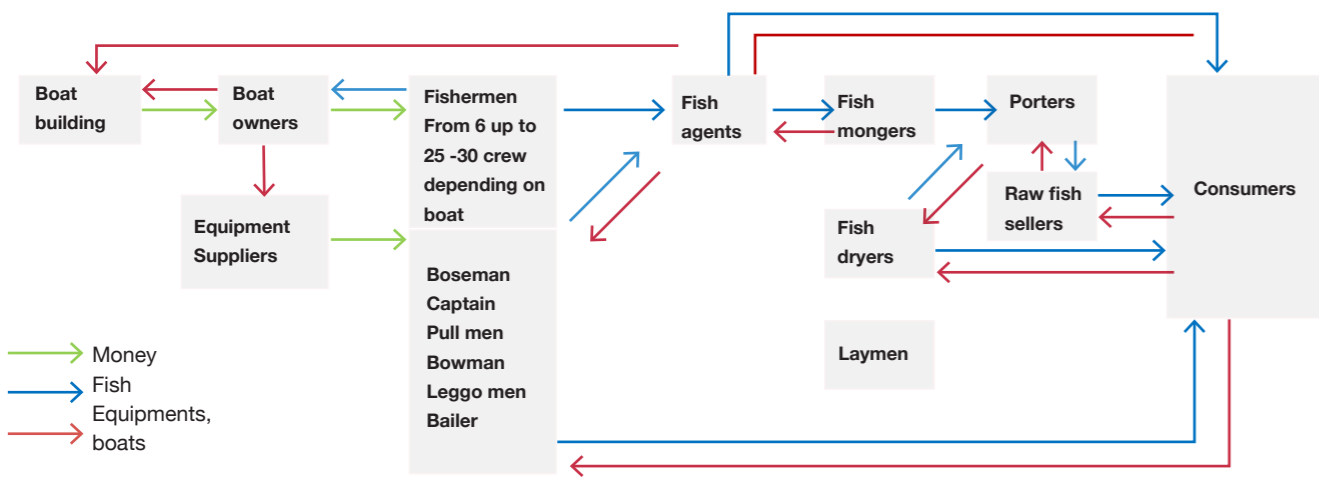 Boat
building
Boat
owners
Equipment
Suppliers
Fishermen
From 6 up to
25 -30 crew
depending on
boat
Boseman
Captain
Pull men
Bowman
Leggo men
Bailer
Fish
agents
Fish
mongers
Porters
Raw fish
sellers
Fish
dryers
Laymen
Consumers
Money
Fish
Equipments,
boats